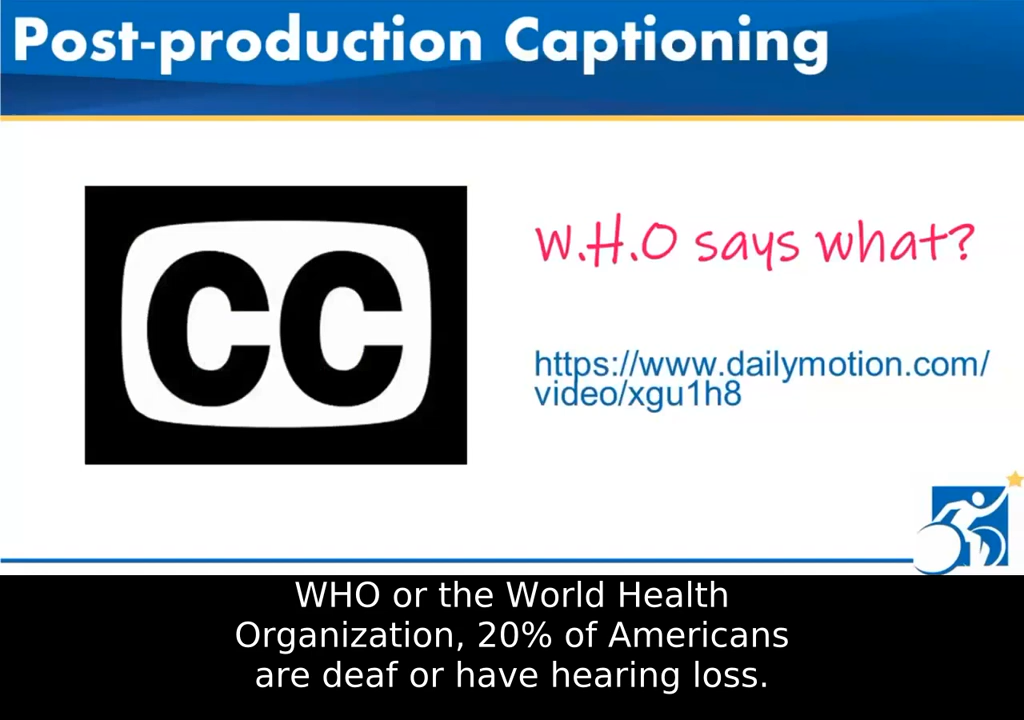 Post-production Captioning
CC
W.H.O says what?
https://www.dailymotion.com/
video/xgu1h8
WHO or the World Health
Organization, 20% of Americans
are deaf or have hearing loss.